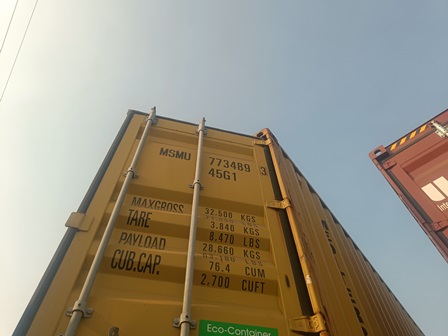 MSMU 773489 3
45G1
MAXGROSS 32.500 KGS
TARE 3.840 KGS
8.470 LBS
PAYLOAD 28.660 KGS
CUB.CAP. 76.4 CUM
2,700 CUFT
Eco-Container